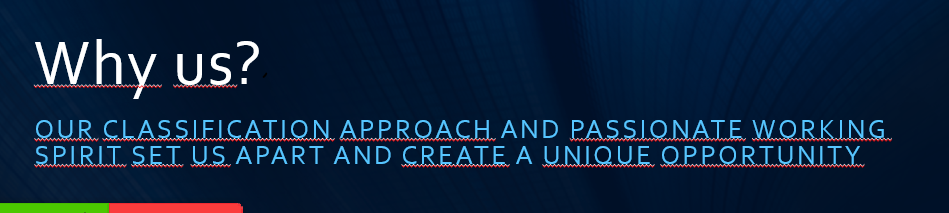 Why us?
OUR CLASSIFICATION APPROACH AND PASSIONATE WORKING
SPIRIT SET US APART AND CREATE A UNIQUE OPPORTUNITY